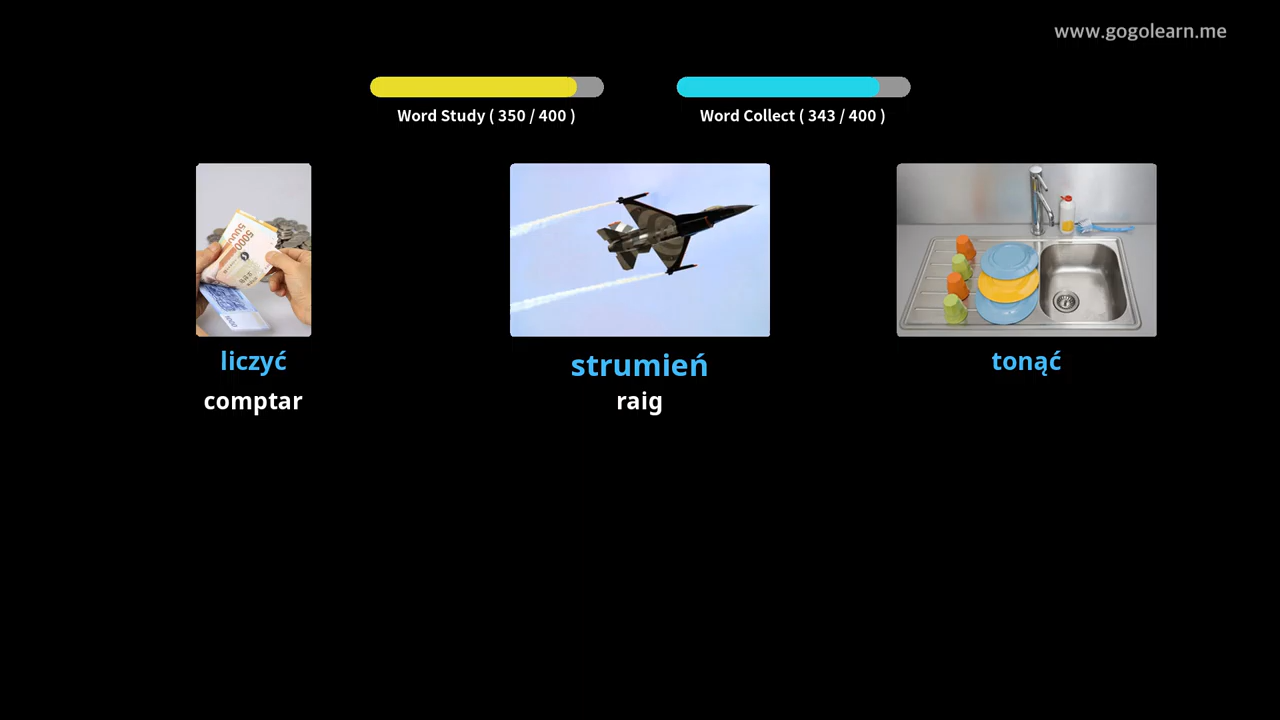 www.gogolearn.me
Word Study ( 350 / 400 )
Word Collect ( 343 / 400 )
liczyć
strumień
tonąć
comptar
raig